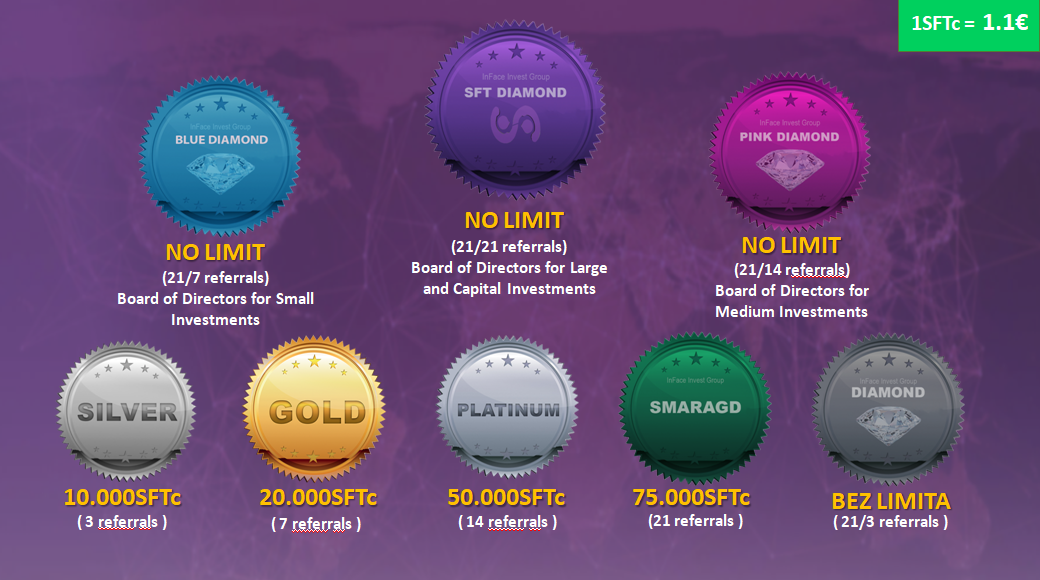 1SFTc = 1.1€
InFace Invest Group
SFT DIAMOND
InFace Invest Group
BLUE DIAMOND
InFace Invest Group
PINK DIAMOND
NO LIMIT
(21/7 referrals)
Board of Directors for Small
Investments
NO LIMIT
(21/21 referrals)
Board of Directors for Large
and Capital Investments
NO LIMIT
(21/14 referrals)
Board of Directors for
Medium Investments
SILVER
GOLD
PLATINUM
InFace Invest Group
SMARAGD
InFace Invest Group
DIAMOND
10.000SFTc
( 3 referrals )
20.000SFTc
( 7 referrals )
50.000SFTc
( 14 referrals )
75.000SFTc
(21 referrals )
BEZ LIMITA
( 21/3 referrals )